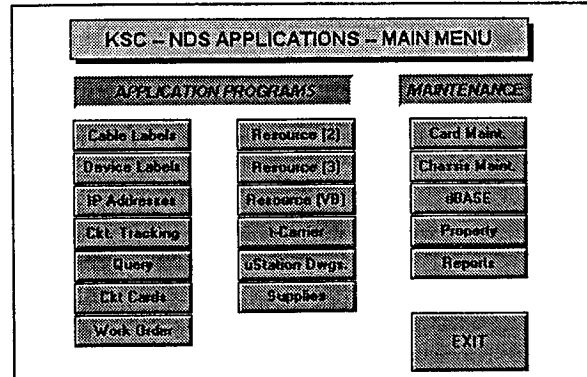 KSC – NDS APPLICATIONS – MAIN MENU
APPLICATION PROGRAMS
MAINTENANCE
Cable Labels
Device Labels
IP Addresses
Ckt. Tracking
Query
Ckt Cards
Work Order
Resource (2)
Resource (3)
Resource (VB)
t-Carrier
uStation Dwgs.
Supplies
Card Maint.
Chassis Maint.
dBASE
Property
Reports
EXIT